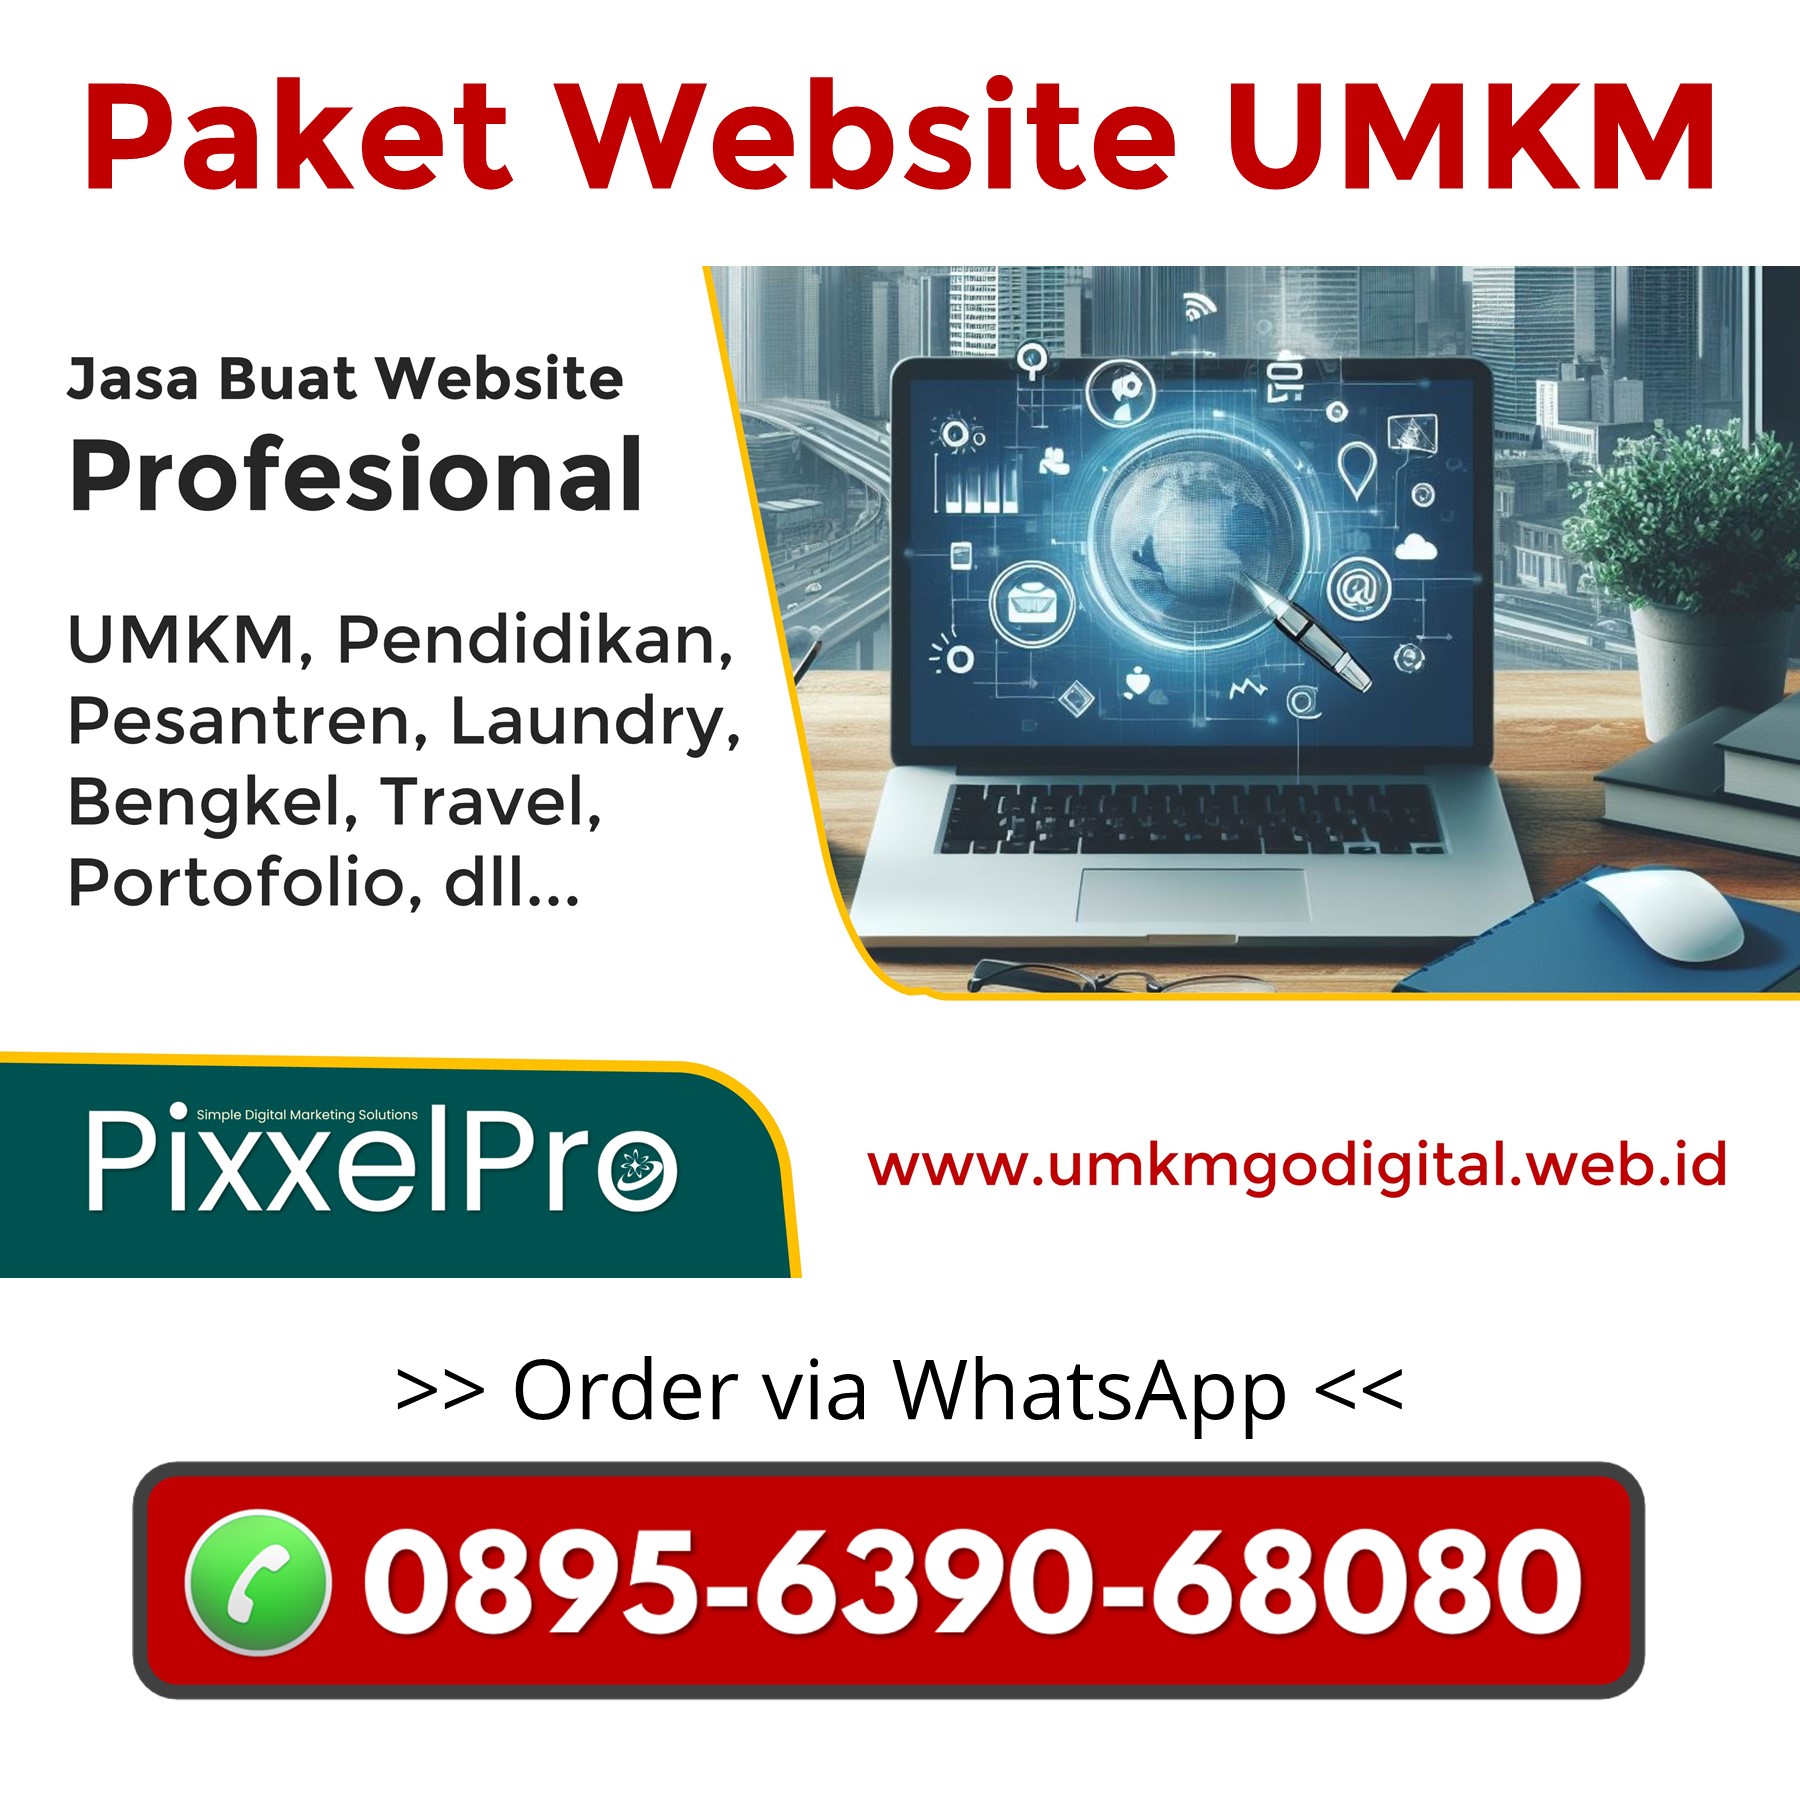 Paket Website UMKM
Jasa Buat Website
Profesional
UMKM, Pendidikan,
Pesantren, Laundry,
Bengkel, Travel,
Portofolio, dll...
Simple Digital Marketing Solutions
PixxelPro
www.umkmgodigital.web.id
>> Order via WhatsApp <<
0895-6390-68080